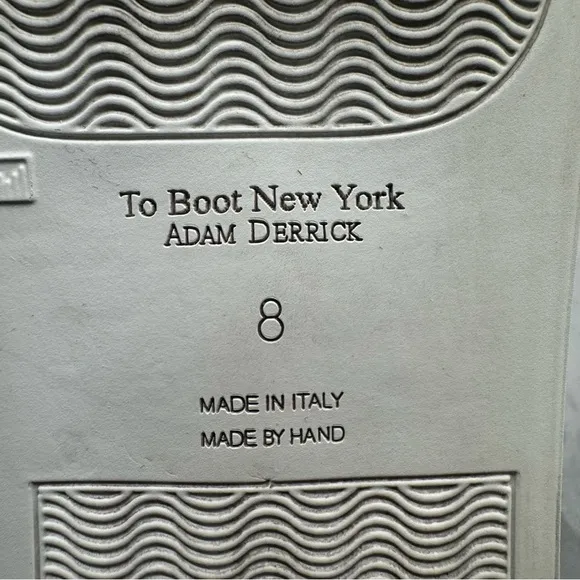 To Boot New York
ADAM DERRICK
8
MADE IN ITALY
MADE BY HAND